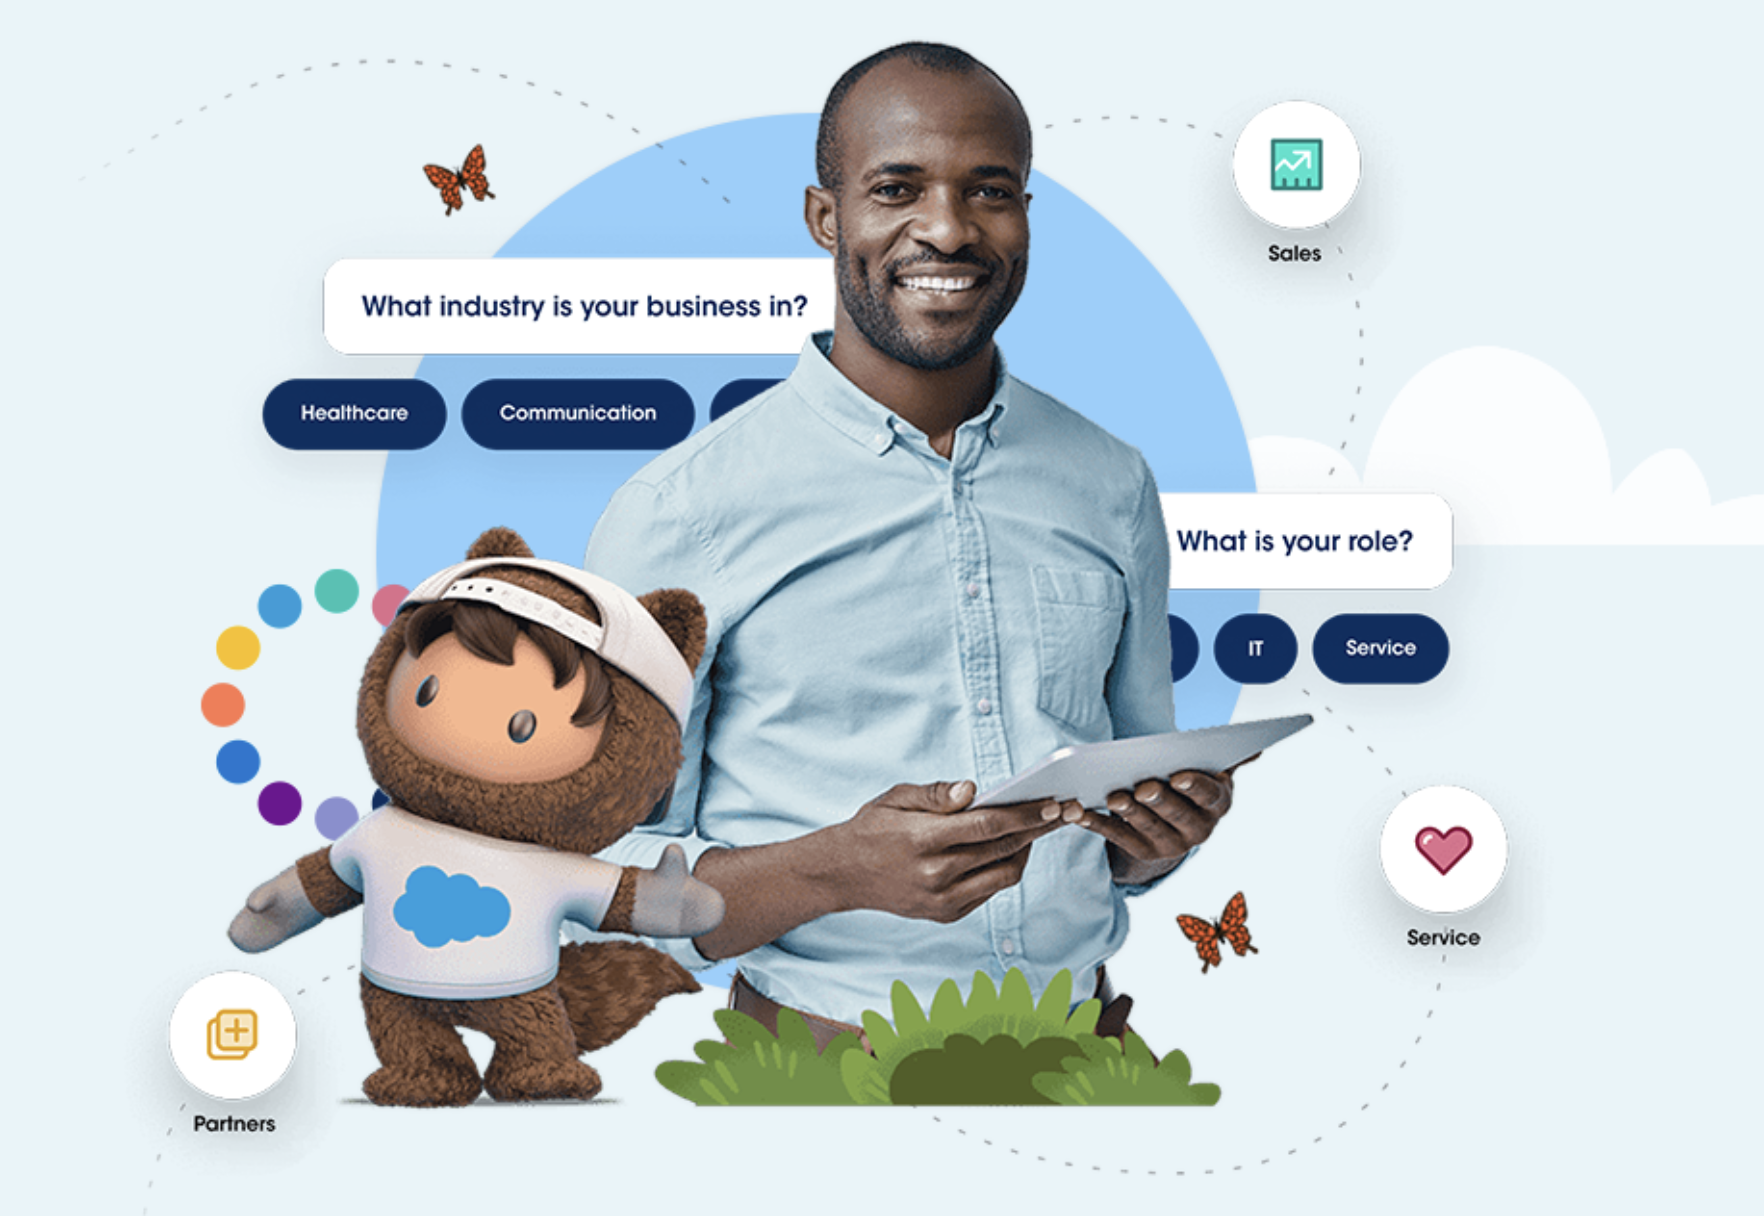 Sales
What industry is your business in?
Healthcare
Communication
What is your role?
IT
Service
Service
Partners